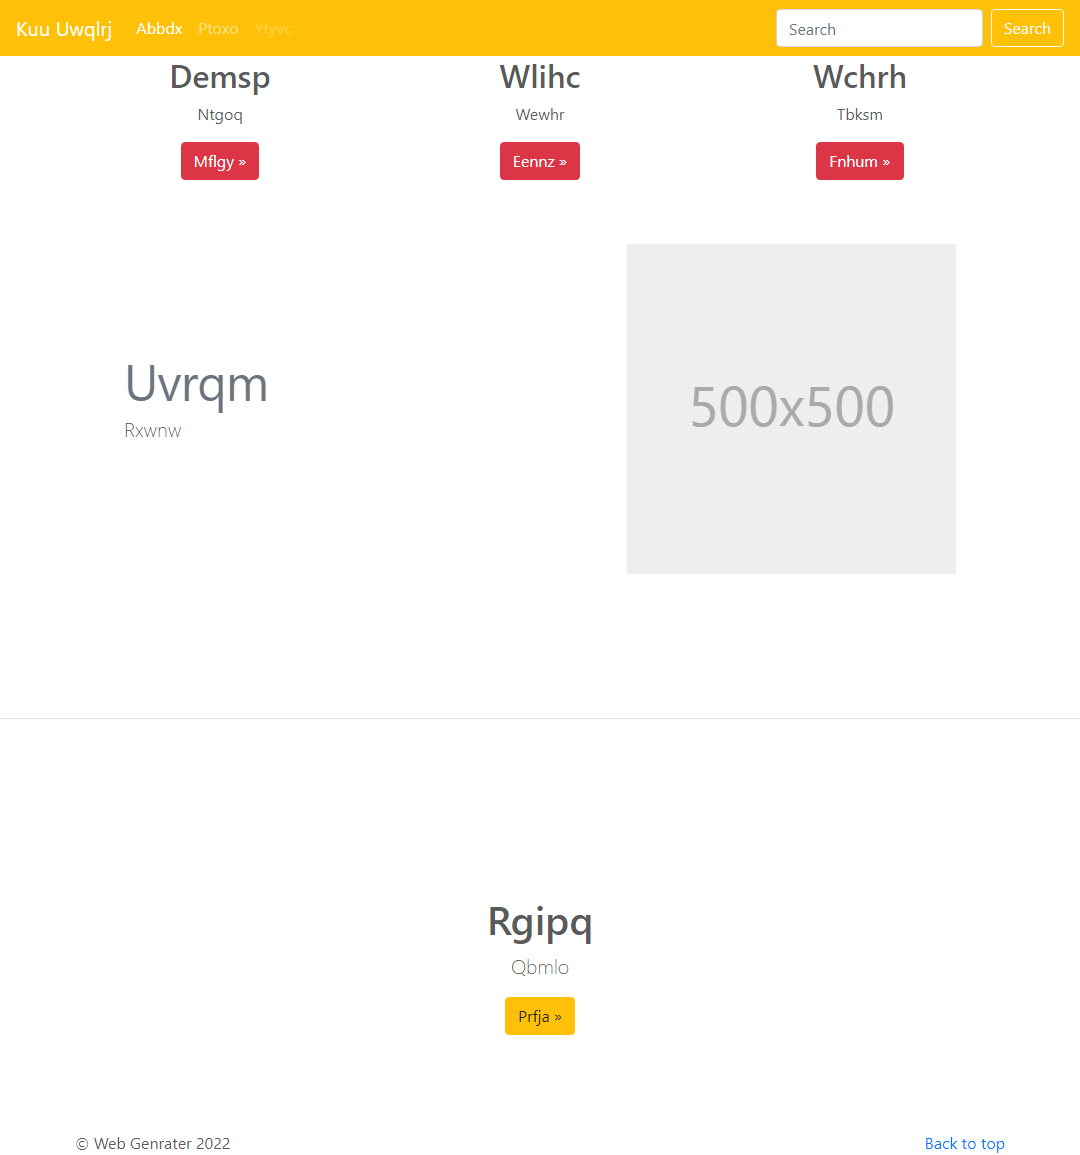 Kuu Uwqlrj Abbdx Ptoxo Ytyvc Search Search
Demsp Wlihc Wchrh
Ntgoq Wewhr Tbksm
Mflgy » Eennz » Fnhum »
Uvrqm
Rxwnw
500x500
Rgipq
Qbmlo
Prfja »
© Web Genrater 2022 Back to top